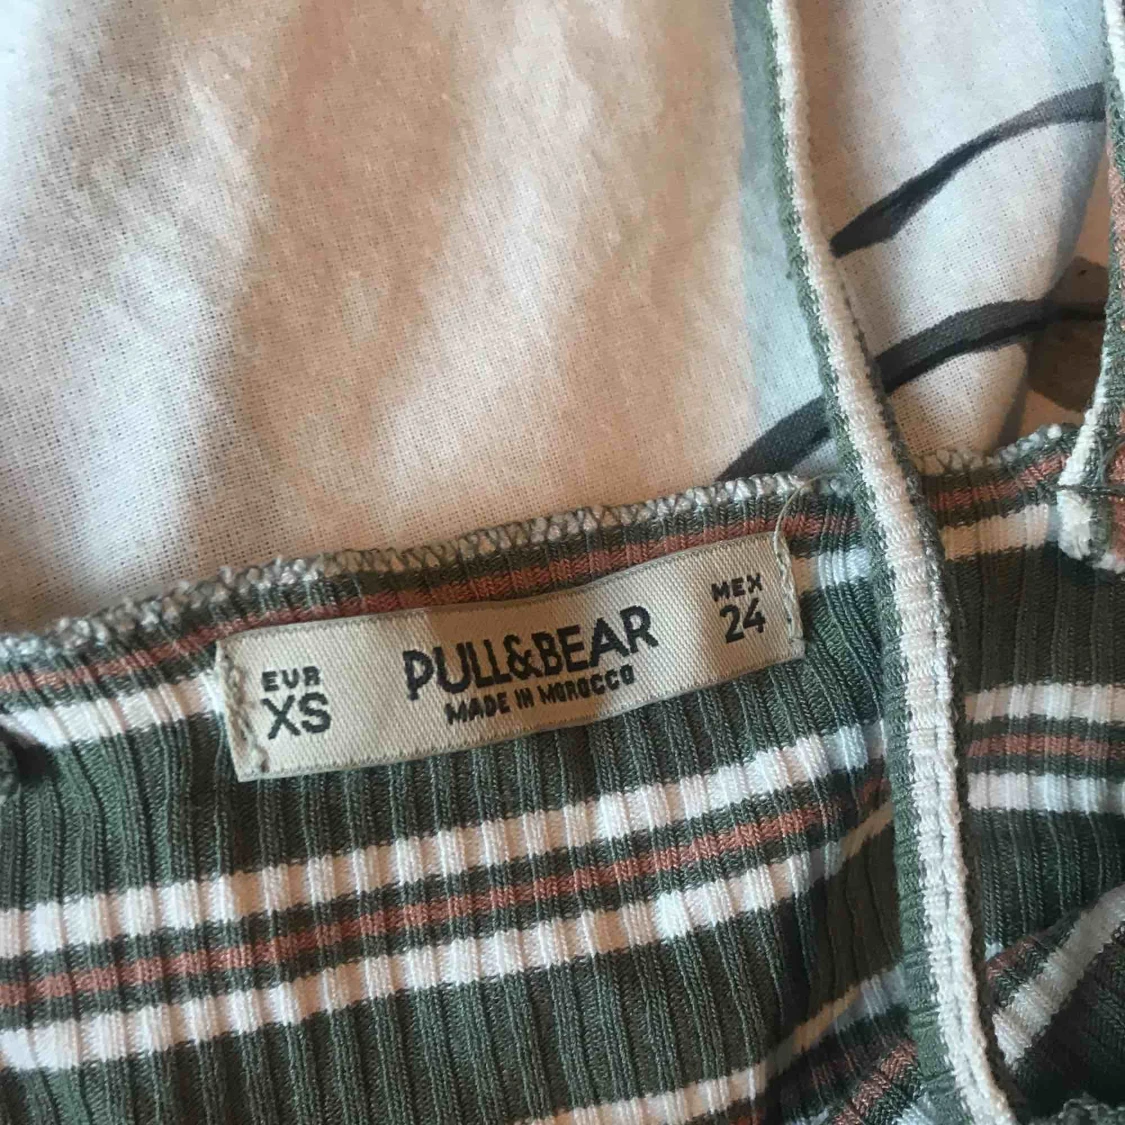 EUR
XS
PULL&BEAR
MADE IN MOROCCO
MEX
24